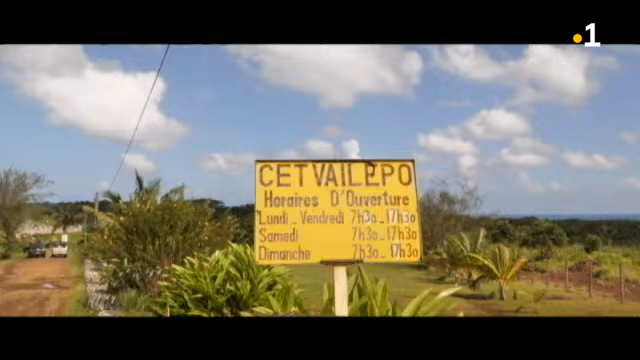 1
CETVAILEPO
Horaires D'Ouverture
Lundi - Vendredi 7h30 - 17h30
Samedi 7h30 - 17h30
Dimanche 7h30 - 17h30